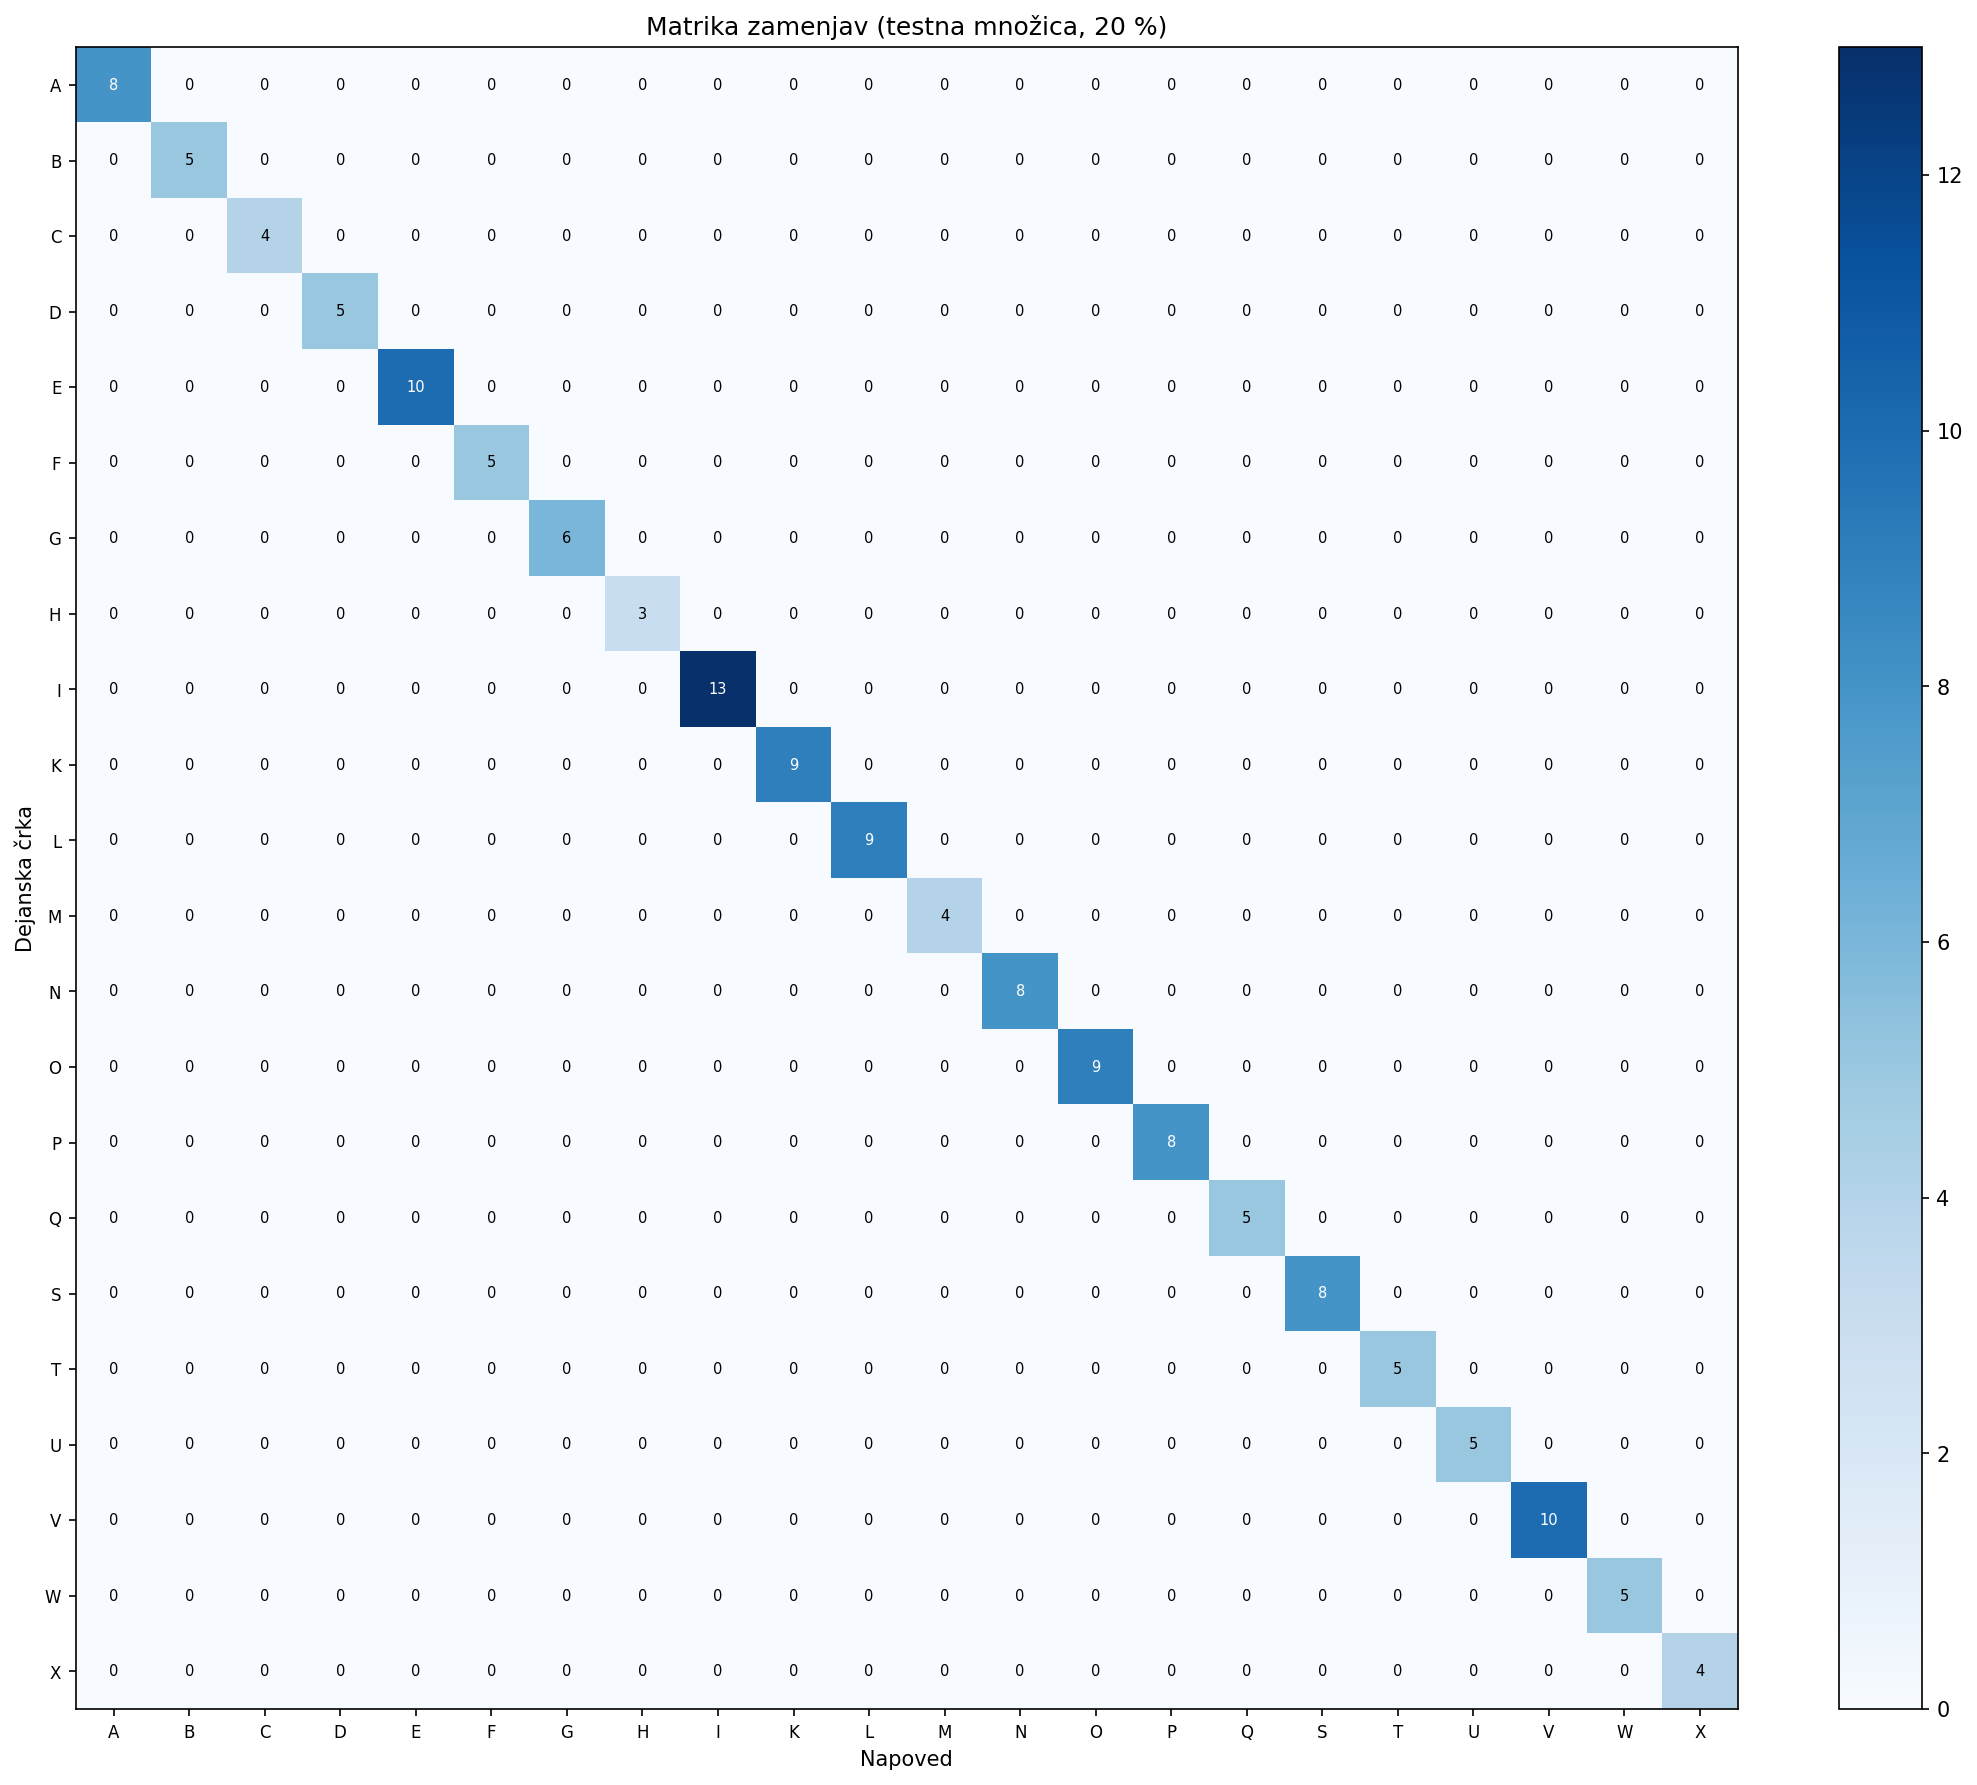 Matrika zamenjav (testna množica, 20 %)
A 8 0 0 0 0 0 0 0 0 0 0 0 0 0 0 0 0 0 0 0 0 0
B 0 5 0 0 0 0 0 0 0 0 0 0 0 0 0 0 0 0 0 0 0 0
C 0 0 4 0 0 0 0 0 0 0 0 0 0 0 0 0 0 0 0 0 0 0
D 0 0 0 5 0 0 0 0 0 0 0 0 0 0 0 0 0 0 0 0 0 0
E 0 0 0 0 10 0 0 0 0 0 0 0 0 0 0 0 0 0 0 0 0 0
F 0 0 0 0 0 5 0 0 0 0 0 0 0 0 0 0 0 0 0 0 0 0
G 0 0 0 0 0 0 6 0 0 0 0 0 0 0 0 0 0 0 0 0 0 0
H 0 0 0 0 0 0 0 3 0 0 0 0 0 0 0 0 0 0 0 0 0 0
I 0 0 0 0 0 0 0 0 13 0 0 0 0 0 0 0 0 0 0 0 0 0
K 0 0 0 0 0 0 0 0 0 9 0 0 0 0 0 0 0 0 0 0 0 0
L 0 0 0 0 0 0 0 0 0 0 9 0 0 0 0 0 0 0 0 0 0 0
M 0 0 0 0 0 0 0 0 0 0 0 4 0 0 0 0 0 0 0 0 0 0
N 0 0 0 0 0 0 0 0 0 0 0 0 8 0 0 0 0 0 0 0 0 0
O 0 0 0 0 0 0 0 0 0 0 0 0 0 9 0 0 0 0 0 0 0 0
P 0 0 0 0 0 0 0 0 0 0 0 0 0 0 8 0 0 0 0 0 0 0
Q 0 0 0 0 0 0 0 0 0 0 0 0 0 0 0 5 0 0 0 0 0 0
S 0 0 0 0 0 0 0 0 0 0 0 0 0 0 0 0 8 0 0 0 0 0
T 0 0 0 0 0 0 0 0 0 0 0 0 0 0 0 0 0 5 0 0 0 0
U 0 0 0 0 0 0 0 0 0 0 0 0 0 0 0 0 0 0 5 0 0 0
V 0 0 0 0 0 0 0 0 0 0 0 0 0 0 0 0 0 0 0 10 0 0
W 0 0 0 0 0 0 0 0 0 0 0 0 0 0 0 0 0 0 0 0 5 0
X 0 0 0 0 0 0 0 0 0 0 0 0 0 0 0 0 0 0 0 0 0 4
A B C D E F G H I K L M N O P Q S T U V W X
Napoved
Dejanska črka
12
10
8
6
4
2
0